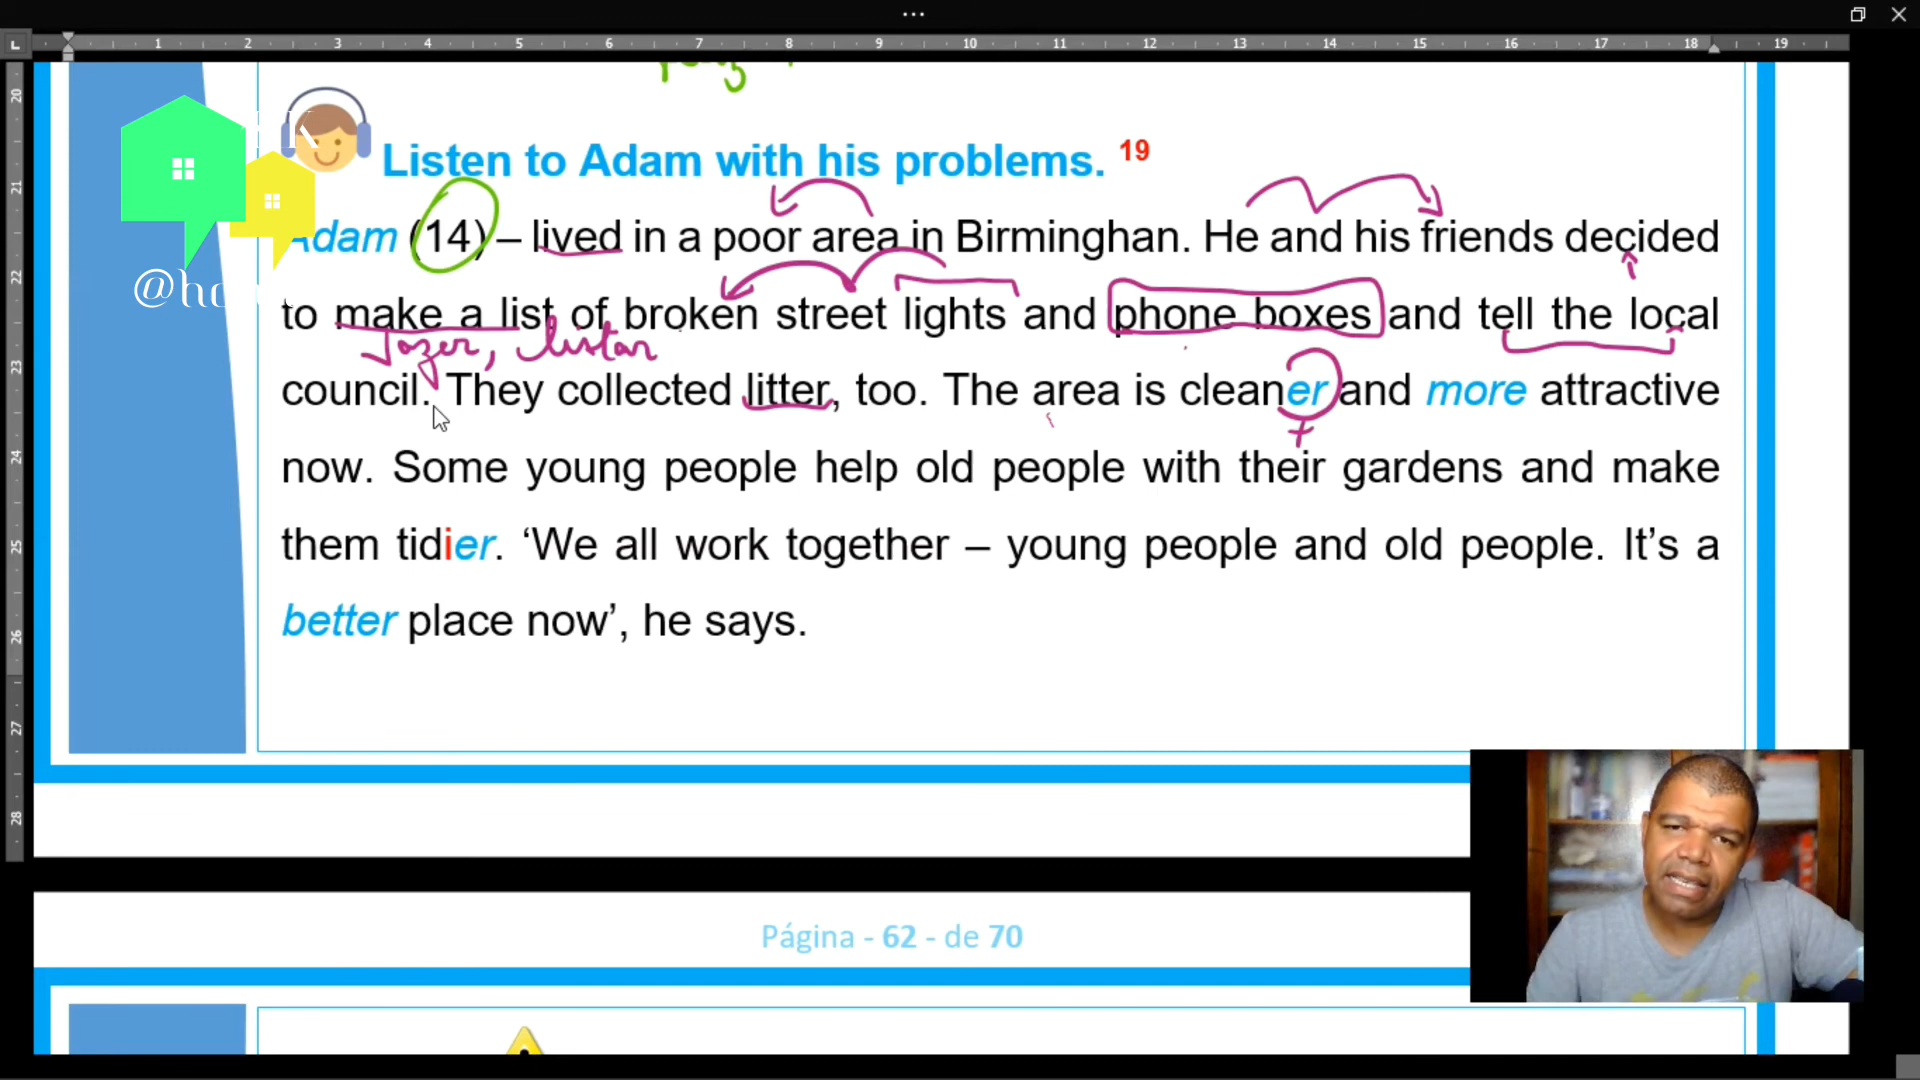 Listen to Adam with his problems. 19
Adam (14) – lived in a poor area in Birminghan. He and his friends decided
to make a list of broken street lights and phone boxes and tell the local
fazer, listar
council. They collected litter, too. The area is cleaner and more attractive
now. Some young people help old people with their gardens and make
them tidier. ‘We all work together – young people and old people. It’s a
better place now’, he says.
Página - 62 - de 70